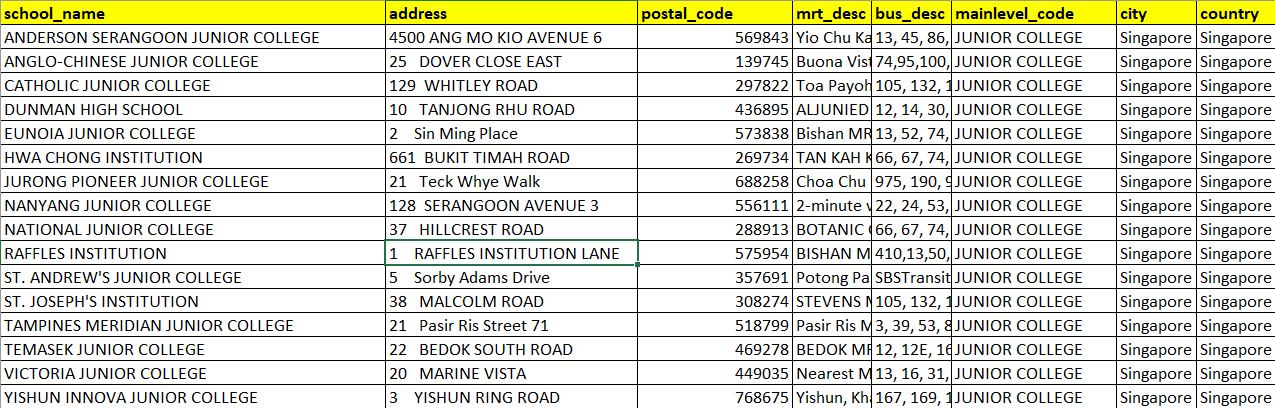 school_name address postal_code mrt_desc bus_desc mainlevel_code city country
ANDERSON SERANGOON JUNIOR COLLEGE 4500 ANG MO KIO AVENUE 6 569843 Yio Chu Ka 13, 45, 86, JUNIOR COLLEGE Singapore Singapore
ANGLO-CHINESE JUNIOR COLLEGE 25 DOVER CLOSE EAST 139745 Buona Vist 74,95,100, JUNIOR COLLEGE Singapore Singapore
CATHOLIC JUNIOR COLLEGE 129 WHITLEY ROAD 297822 Toa Payoh 105, 132, 1 JUNIOR COLLEGE Singapore Singapore
DUNMAN HIGH SCHOOL 10 TANJONG RHU ROAD 436895 ALJUNIED 12, 14, 30, JUNIOR COLLEGE Singapore Singapore
EUNOIA JUNIOR COLLEGE 2 Sin Ming Place 573838 Bishan MR 13, 52, 74, JUNIOR COLLEGE Singapore Singapore
HWA CHONG INSTITUTION 661 BUKIT TIMAH ROAD 269734 TAN KAH K 66, 67, 74, JUNIOR COLLEGE Singapore Singapore
JURONG PIONEER JUNIOR COLLEGE 21 Teck Whye Walk 688258 Choa Chu 975, 190, 9 JUNIOR COLLEGE Singapore Singapore
NANYANG JUNIOR COLLEGE 128 SERANGOON AVENUE 3 556111 2-minute w 22, 24, 53, JUNIOR COLLEGE Singapore Singapore
NATIONAL JUNIOR COLLEGE 37 HILLCREST ROAD 288913 BOTANIC 66, 67, 74, JUNIOR COLLEGE Singapore Singapore
RAFFLES INSTITUTION 1 RAFFLES INSTITUTION LANE 575954 BISHAN M 410,13,50, JUNIOR COLLEGE Singapore Singapore
ST. ANDREW'S JUNIOR COLLEGE 5 Sorby Adams Drive 357691 Potong Pa SBSTransit JUNIOR COLLEGE Singapore Singapore
ST. JOSEPH'S INSTITUTION 38 MALCOLM ROAD 308274 STEVENS M 105, 132, 1 JUNIOR COLLEGE Singapore Singapore
TAMPINES MERIDIAN JUNIOR COLLEGE 21 Pasir Ris Street 71 518799 Pasir Ris M 3, 39, 53, 8 JUNIOR COLLEGE Singapore Singapore
TEMASEK JUNIOR COLLEGE 22 BEDOK SOUTH ROAD 469278 BEDOK MR 12, 12E, 16 JUNIOR COLLEGE Singapore Singapore
VICTORIA JUNIOR COLLEGE 20 MARINE VISTA 449035 Nearest M 13, 16, 31, JUNIOR COLLEGE Singapore Singapore
YISHUN INNOVA JUNIOR COLLEGE 3 YISHUN RING ROAD 768675 Yishun, Kha 167, 169, 1 JUNIOR COLLEGE Singapore Singapore